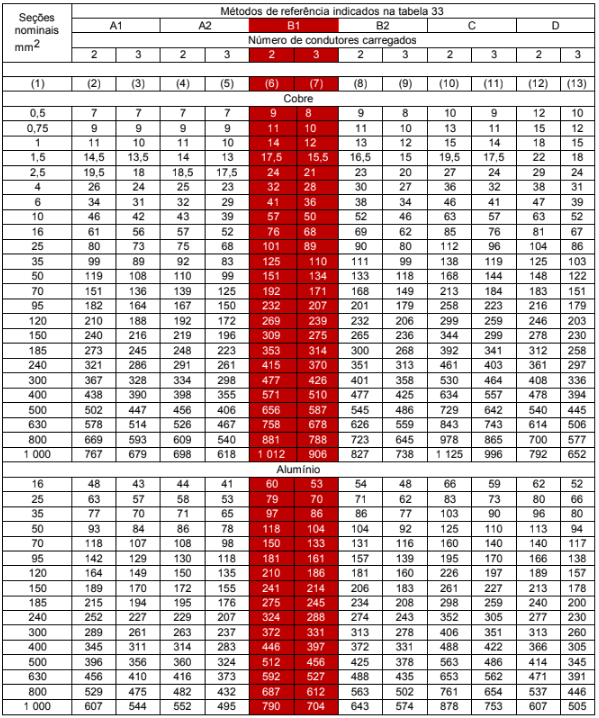 Seções nominais mm2 Métodos de referência indicados na tabela 33
A1 A2 B1 B2 C D
Número de condutores carregados
2 3 2 3 2 3 2 3 2 3 2 3
(1) (2) (3) (4) (5) (6) (7) (8) (9) (10) (11) (12) (13)
Cobre
0,5 7 7 7 7 9 8 9 8 10 9 12 10
0,75 9 9 9 9 11 10 11 10 13 11 15 12
1 11 10 11 10 14 12 13 12 15 14 18 15
1,5 14,5 13,5 14 13 17,5 15,5 16,5 15 19,5 17,5 22 18
2,5 19,5 18 18,5 17,5 24 21 23 20 27 24 29 24
4 26 24 25 23 32 28 30 27 36 32 38 31
6 34 31 32 29 41 36 38 34 46 41 47 39
10 46 42 43 39 57 50 52 46 63 57 63 52
16 61 56 57 52 76 68 69 62 85 76 81 67
25 80 73 75 68 101 89 90 80 112 96 104 86
35 99 89 92 83 125 110 111 99 138 119 125 103
50 119 108 110 99 151 134 133 118 168 144 148 122
70 151 136 139 125 192 171 168 149 213 184 183 151
95 182 164 167 150 232 207 201 179 258 223 216 179
120 210 188 192 172 269 239 232 206 299 259 246 203
150 240 216 219 196 309 275 265 236 344 299 278 230
185 273 245 248 223 353 314 300 268 392 341 312 258
240 321 286 291 261 415 370 351 313 461 403 361 297
300 367 328 334 298 477 426 401 358 530 464 408 336
400 438 390 398 355 571 510 477 425 634 557 478 394
500 502 447 456 406 656 587 545 486 729 642 540 445
630 578 514 526 467 758 678 626 559 843 743 614 506
800 669 593 609 540 881 788 723 645 978 865 700 577
1 000 767 679 698 618 1 012 906 827 738 1 125 996 792 652
Alumínio
16 48 43 44 41 60 53 54 48 66 59 62 52
25 63 57 58 53 79 70 71 62 83 73 80 66
35 77 70 71 65 97 86 86 77 103 90 96 80
50 93 84 86 78 118 104 104 92 125 110 113 94
70 118 107 108 98 150 133 131 116 160 140 140 117
95 142 129 130 118 181 161 157 139 195 170 166 138
120 164 149 150 135 210 186 181 160 226 197 189 157
150 189 170 172 155 241 214 206 183 261 227 213 178
185 215 194 195 176 275 245 234 208 298 259 240 200
240 252 227 229 207 324 288 274 243 352 305 277 230
300 289 261 263 237 372 331 313 278 406 351 313 260
400 345 311 314 283 446 397 372 331 488 422 366 305
500 396 356 360 324 512 456 425 378 563 486 414 345
630 456 410 416 373 592 527 488 435 653 562 471 391
800 529 475 482 432 687 612 563 502 761 654 537 446
1 000 607 544 552 495 790 704 643 574 878 753 607 505